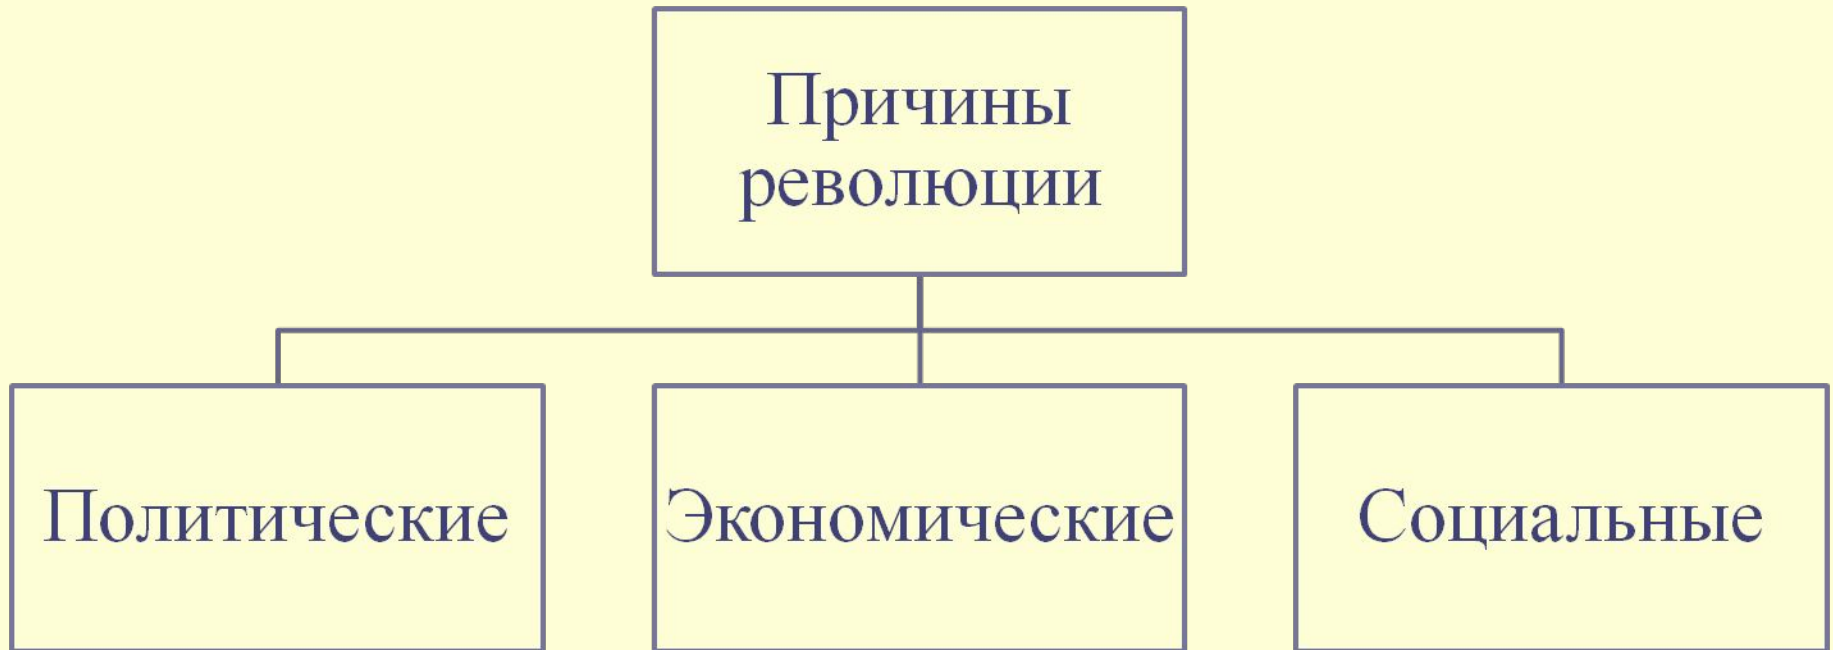 Причины
революции
Политические
Экономические
Социальные